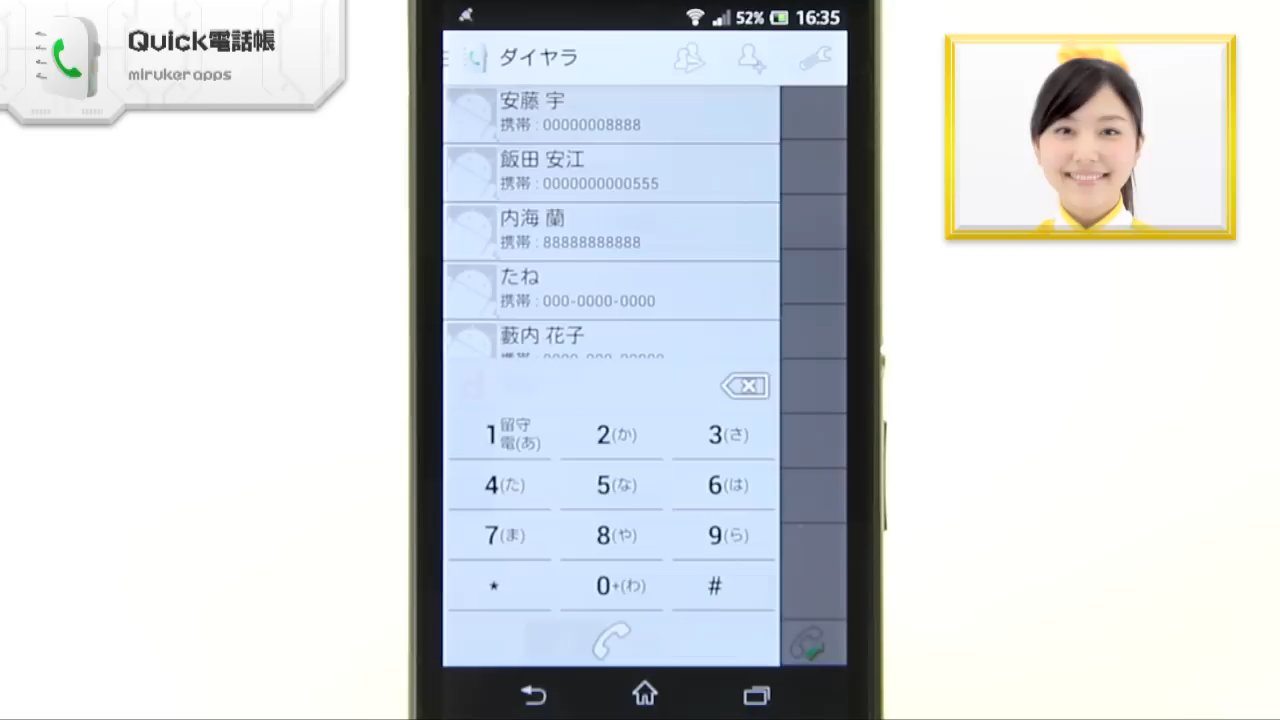 Quick電話帳
miruker apps
52% 16:35
ダイヤラ
安藤 宇
携帯 : 00000008888
飯田 安江
携帯 : 0000000000555
内海 蘭
携帯 : 88888888888
たね
携帯 : 000-0000-0000
藪内 花子
1 留守電(あ) 2(か) 3(さ)
4(た) 5(な) 6(は)
7(ま) 8(や) 9(ら)
* 0+(わ) #